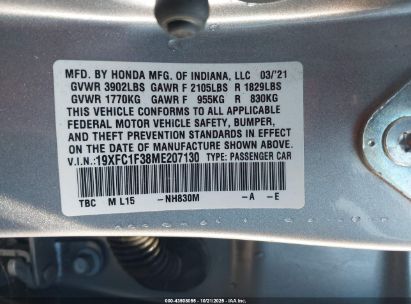 MFD. BY HONDA MFG. OF INDIANA, LLC 03/'21
GVWR 3902LBS GAWR F 2105LBS R 1829LBS
GVWR 1770KG GAWR F 955KG R 830KG
THIS VEHICLE CONFORMS TO ALL APPLICABLE
FEDERAL MOTOR VEHICLE SAFETY, BUMPER,
AND THEFT PREVENTION STANDARDS IN EFFECT
ON THE DATE OF MANUFACTURE SHOWN ABOVE.
V.I.N.:19XFC1F38ME207130 TYPE: PASSENGER CAR
TBC M L15 -NH830M -A -E